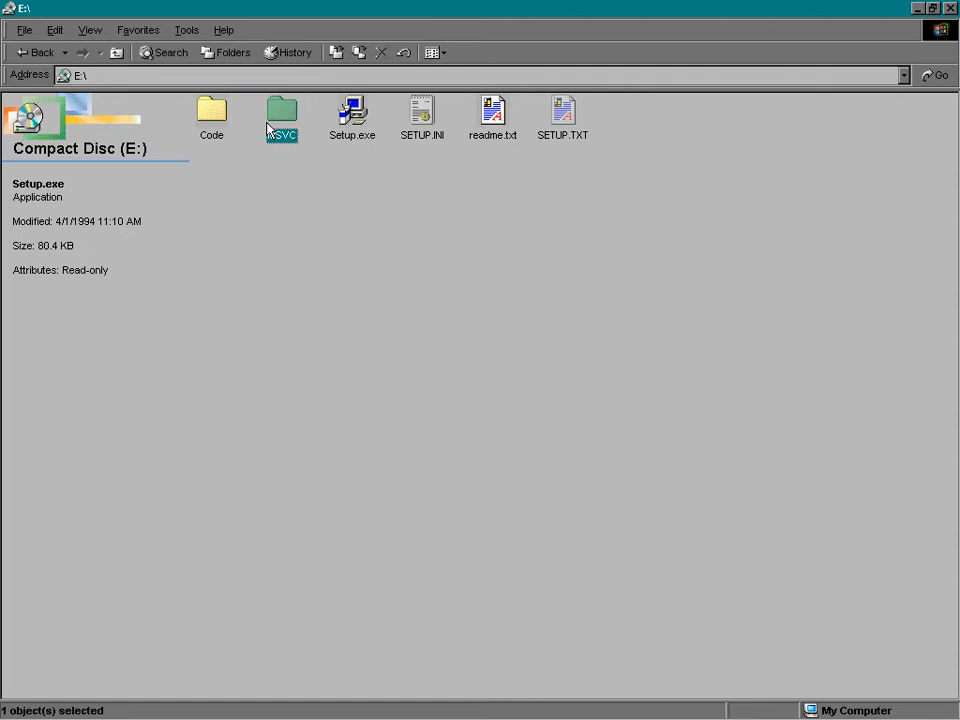 E:\
File Edit View Favorites Tools Help
Back Search Folders History
Address E:\ Go
Code Setup.exe SETUP.INI readme.txt SETUP.TXT
Compact Disc (E:)
Setup.exe
Application
Modified: 4/1/1994 11:10 AM
Size: 80.4 KB
Attributes: Read-only
1 object(s) selected My Computer